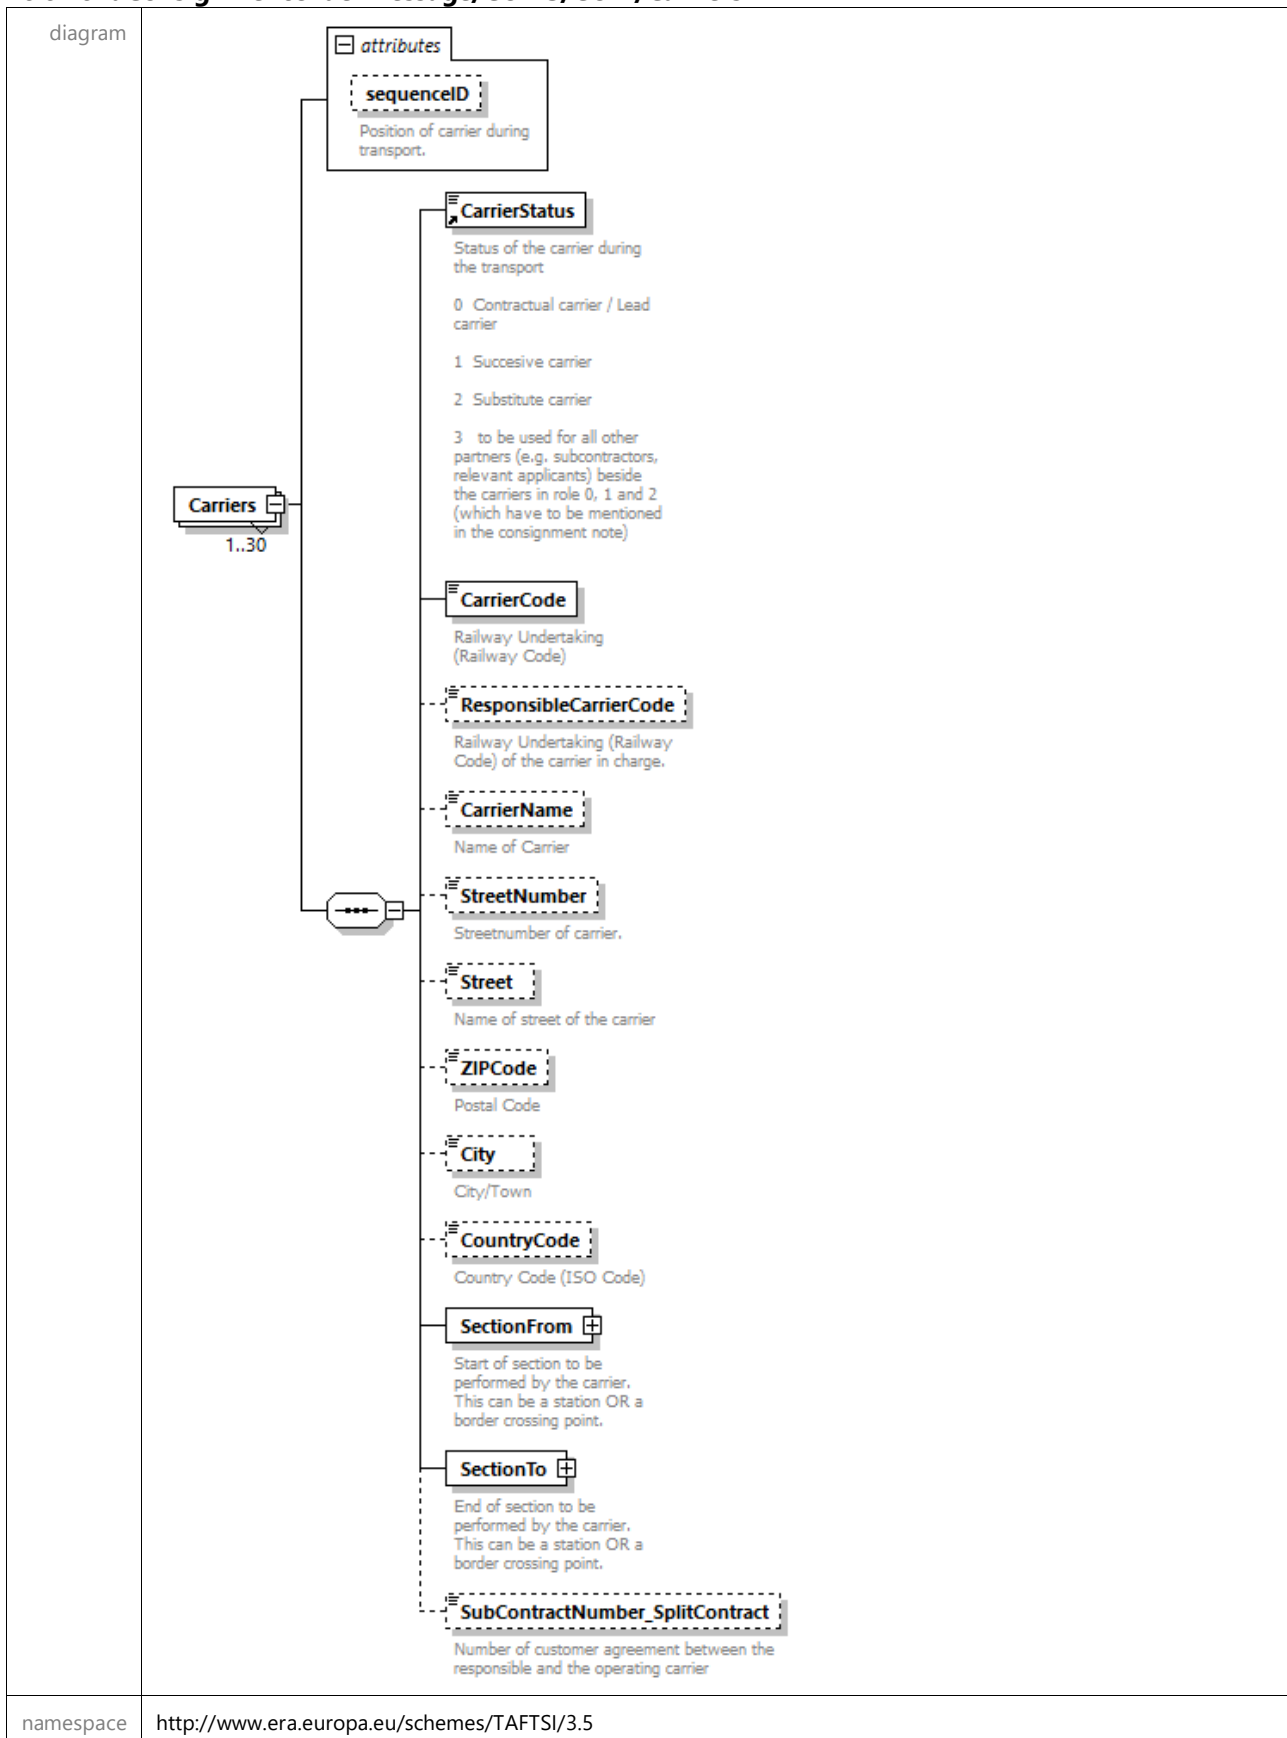 diagram
attributes
sequenceID
Position of carrier during
transport.
CarrierStatus
Status of the carrier during
the transport
0 Contractual carrier / Lead
carrier
1 Succesive carrier
2 Substitute carrier
3 to be used for all other
partners (e.g. subcontractors,
relevant applicants) beside
the carriers in role 0, 1 and 2
(which have to be mentioned
in the consignment note)
Carriers
1..30
CarrierCode
Railway Undertaking
(Railway Code)
ResponsibleCarrierCode
Railway Undertaking (Railway
Code) of the carrier in charge.
CarrierName
Name of Carrier
StreetNumber
Streetnumber of carrier.
Street
Name of street of the carrier
ZIPCode
Postal Code
City
City/Town
CountryCode
Country Code (ISO Code)
SectionFrom
Start of section to be
performed by the carrier.
This can be a station OR a
border crossing point.
SectionTo
End of section to be
performed by the carrier.
This can be a station OR a
border crossing point.
SubContractNumber_SplitContract
Number of customer agreement between the
responsible and the operating carrier
namespace
http://www.era.europa.eu/schemes/TAFTSI/3.5